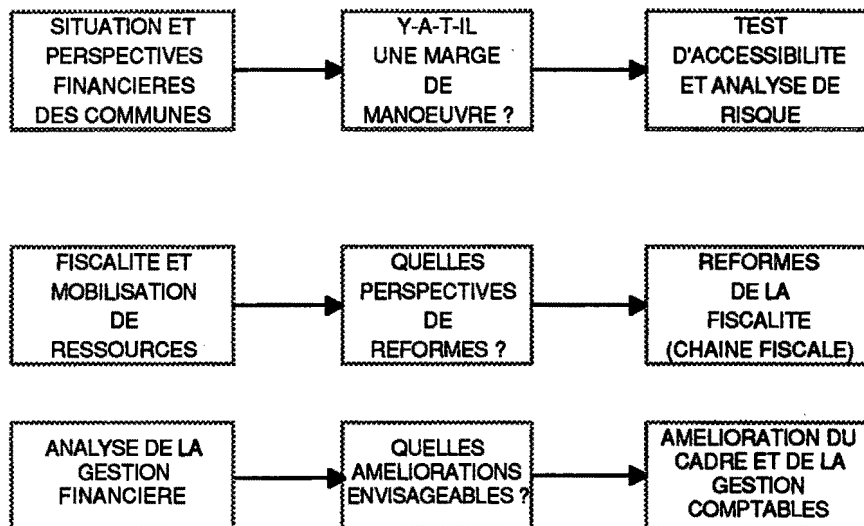 SITUATION ET
PERSPECTIVES
FINANCIERES
DES COMMUNES
Y-A-T-IL
UNE MARGE
DE
MANOEUVRE ?
TEST
D'ACCESSIBILITE
ET ANALYSE DE
RISQUE
FISCALITE ET
MOBILISATION
DE
RESSOURCES
QUELLES
PERSPECTIVES
DE
REFORMES ?
REFORMES
DE LA
FISCALITE
(CHAINE FISCALE)
ANALYSE DE LA
GESTION
FINANCIERE
QUELLES
AMELIORATIONS
ENVISAGEABLES ?
AMELIORATION DU
CADRE ET DE LA
GESTION
COMPTABLES